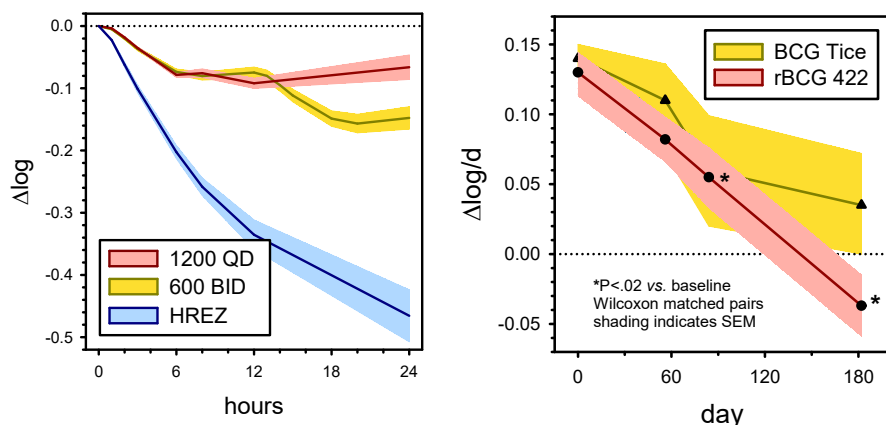 0.0
-0.1
-0.2
-0.3
-0.4
-0.5
Δlog
1200 QD
600 BID
HREZ
0 6 12 18 24
hours
0.15
0.10
0.05
0.00
-0.05
Δlog/d
BCG Tice
rBCG 422
*
*
*P<.02 vs. baseline
Wilcoxon matched pairs
shading indicates SEM
0 60 120 180
day